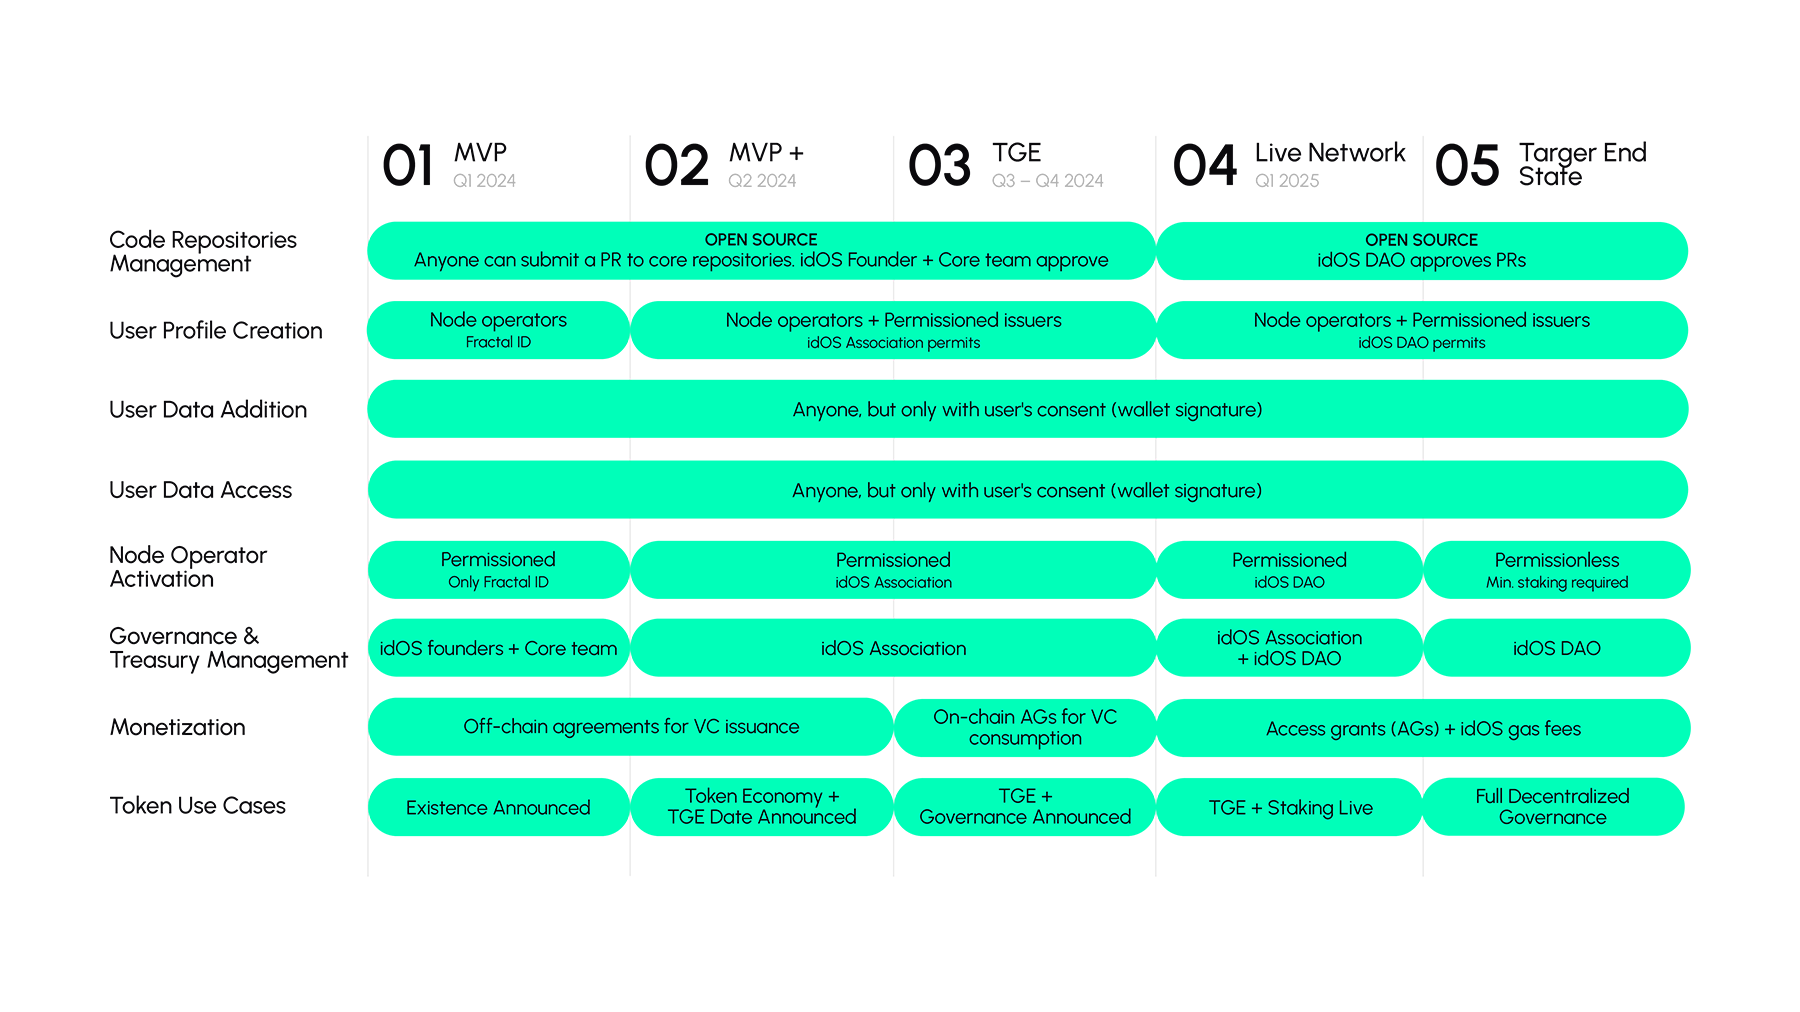 01 MVP
Q1 2024
02 MVP +
Q2 2024
03 TGE
Q3 – Q4 2024
04 Live Network
Q1 2025
05 Targer End
State
Code Repositories
Management
OPEN SOURCE
Anyone can submit a PR to core repositories. idOS Founder + Core team approve
OPEN SOURCE
idOS DAO approves PRs
User Profile Creation
Node operators
Fractal ID
Node operators + Permissioned issuers
idOS Association permits
Node operators + Permissioned issuers
idOS DAO permits
User Data Addition
Anyone, but only with user's consent (wallet signature)
User Data Access
Anyone, but only with user's consent (wallet signature)
Node Operator
Activation
Permissioned
Only Fractal ID
Permissioned
idOS Association
Permissioned
idOS DAO
Permissionless
Min. staking required
Governance &
Treasury Management
idOS founders + Core team
idOS Association
idOS Association
+ idOS DAO
idOS DAO
Monetization
Off-chain agreements for VC issuance
On-chain AGs for VC
consumption
Access grants (AGs) + idOS gas fees
Token Use Cases
Existence Announced
Token Economy +
TGE Date Announced
TGE +
Governance Announced
TGE + Staking Live
Full Decentralized
Governance